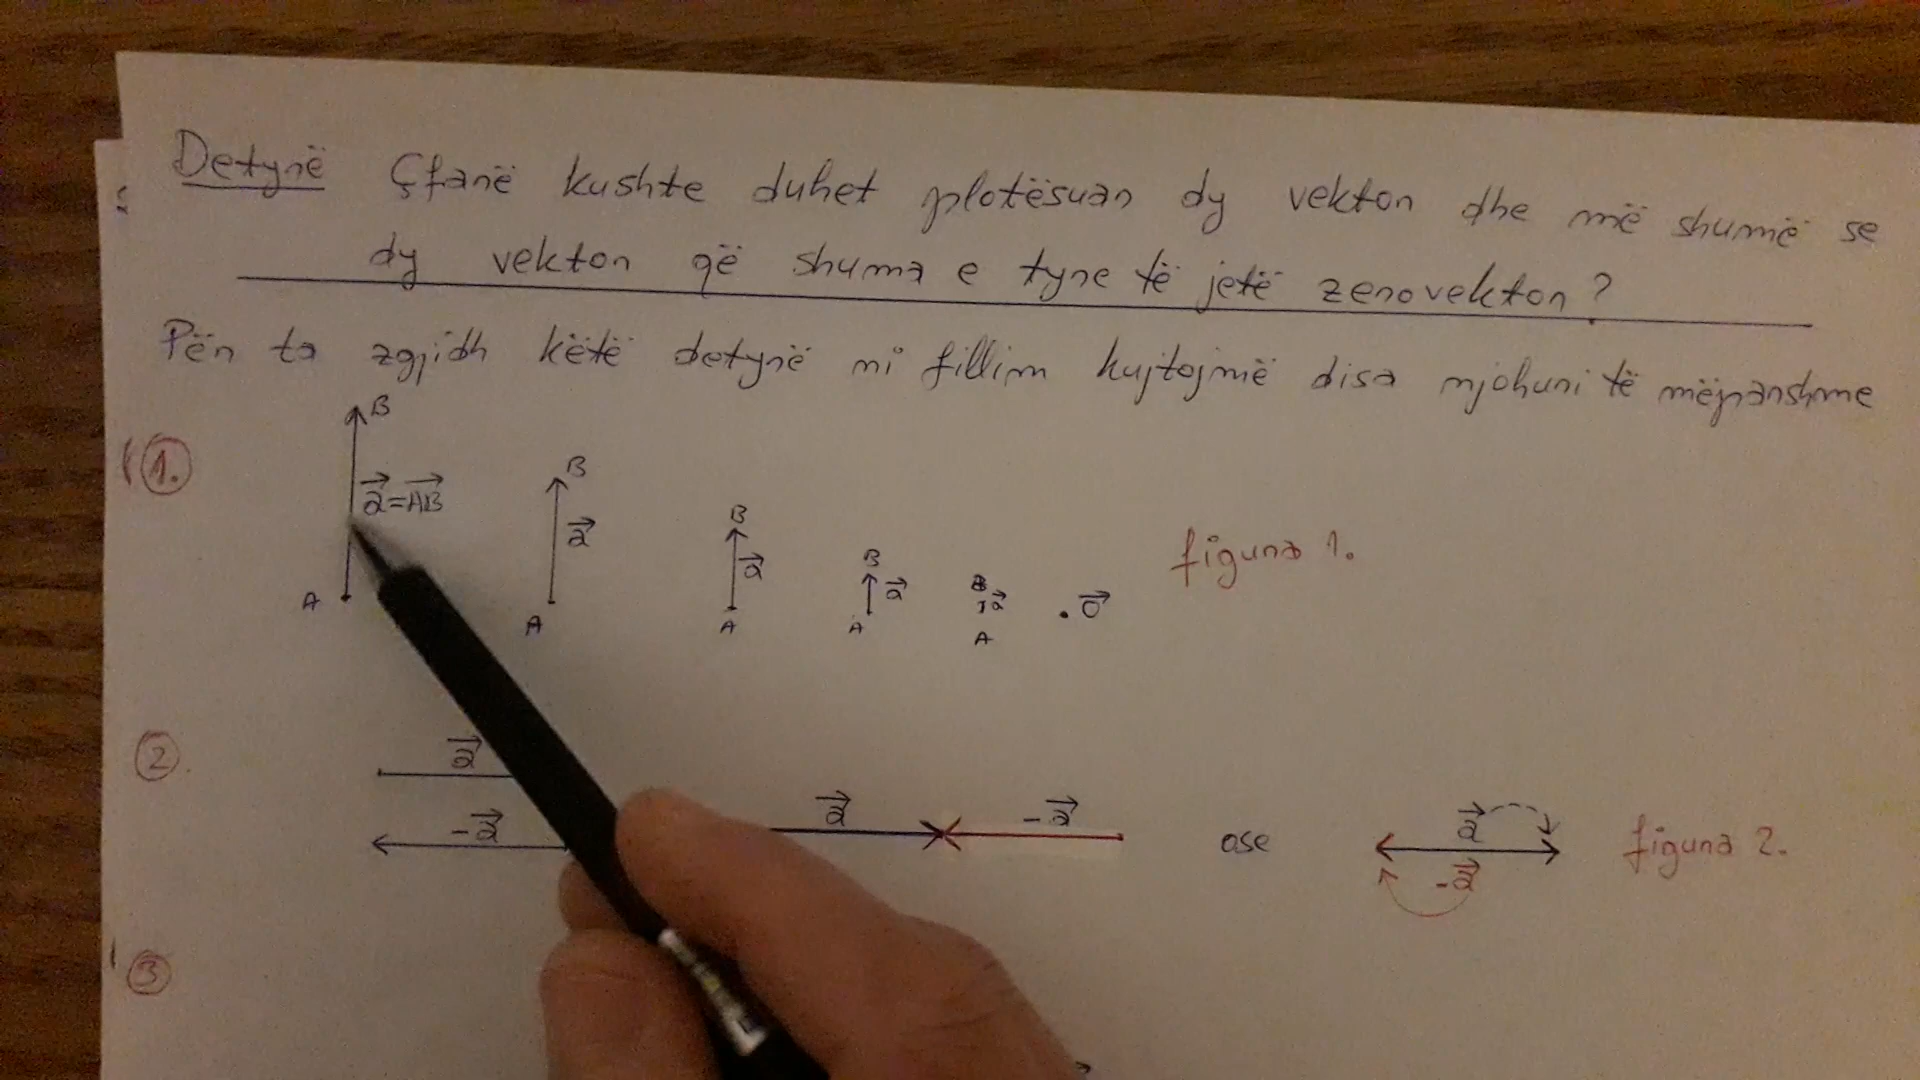 Detyrë Çfarë kushte duhet plotësuar dy vektor dhe më shumë se
dy vektor që shuma e tyre të jetë zerovektor?
Për ta zgjidh këtë detyrë ni fillim kujtojmë disa njohuni të mëparshme
1.
B
a⃗=AB⃗
A
B
a⃗
A
B
a⃗
A
B
a⃗
A
B
a⃗
A
. 0⃗
figura 1.
2.
a⃗
-a⃗
a⃗
-a⃗
ose
a⃗
-a⃗
figura 2.
3